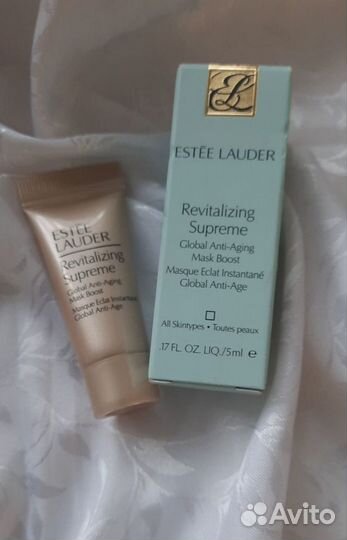 ESTĒE
LAUDER
Revitalizing
Supreme
Global Anti-Aging
Mask Boost
Masque Eclat Instantané
Global Anti-Age
EL
ESTĒE LAUDER
Revitalizing
Supreme
Global Anti-Aging
Mask Boost
Masque Eclat Instantané
Global Anti-Age
All Skintypes • Toutes peaux
.17 FL. OZ. LIQ./5ml e
Avito